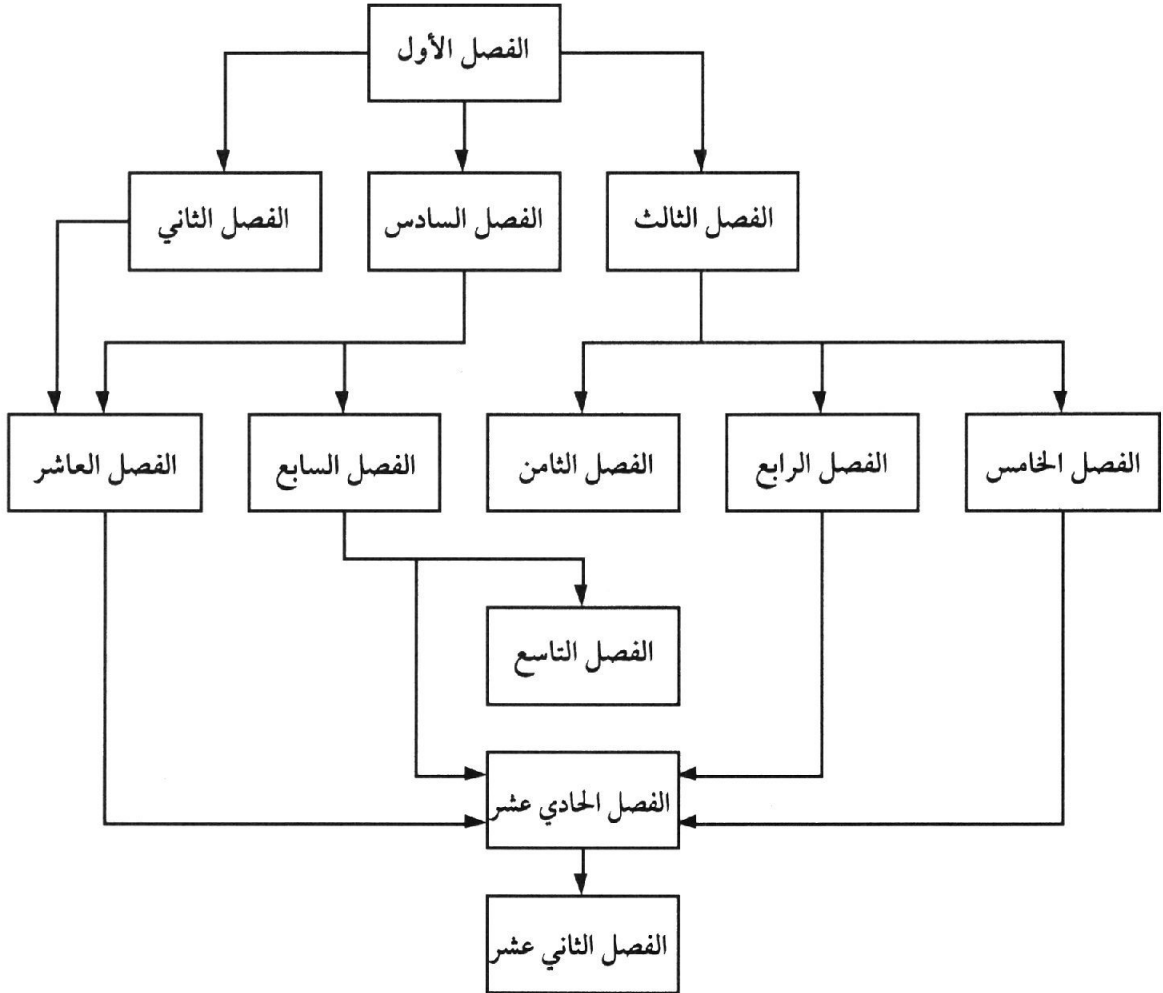 الفصل الأول
الفصل الثالث
الفصل السادس
الفصل الثاني
الفصل الخامس
الفصل الرابع
الفصل الثامن
الفصل السابع
الفصل العاشر
الفصل التاسع
الفصل الحادي عشر
الفصل الثاني عشر